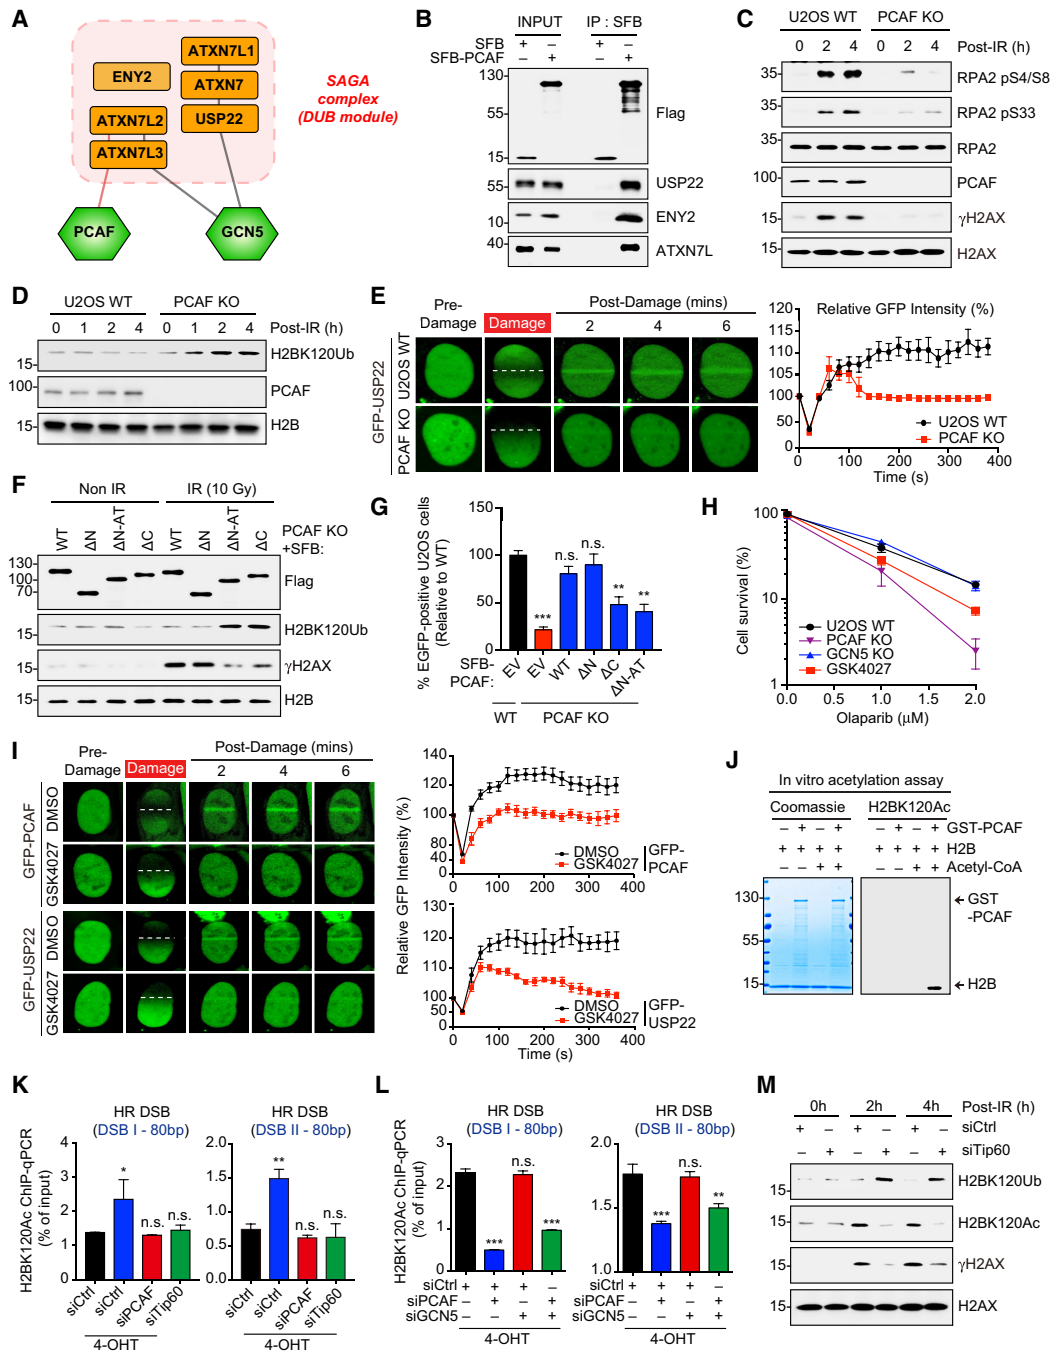 A
ATXN7L1
ENY2
ATXN7
ATXN7L2
USP22
ATXN7L3
SAGA
complex
(DUB module)
PCAF
GCN5
B
INPUT
IP : SFB
SFB
+ – + –
SFB-PCAF
– + – +
130
55
15
Flag
55
USP22
10
ENY2
40
ATXN7L
C
U2OS WT
PCAF KO
0 2 4 0 2 4
Post-IR (h)
35
RPA2 pS4/S8
35
RPA2 pS33
35
RPA2
100
PCAF
15
γH2AX
15
H2AX
D
U2OS WT
PCAF KO
0 1 2 4 0 1 2 4
Post-IR (h)
15
H2BK120Ub
100
PCAF
15
H2B
E
Pre-
Damage
Damage
Post-Damage (mins)
2 4 6
GFP-USP22
U2OS WT
PCAF KO
Relative GFP Intensity (%)
120
115
110
105
100
50
0
0 100 200 300 400
Time (s)
U2OS WT
PCAF KO
F
Non IR
IR (10 Gy)
WT ΔN ΔN-AT ΔC WT ΔN ΔN-AT ΔC
PCAF KO
+SFB:
130
100
70
Flag
15
H2BK120Ub
15
γH2AX
15
H2B
G
% EGFP-positive U2OS cells
(Relative to WT)
150
100
50
0
***
n.s.
n.s.
**
**
SFB-
PCAF:
EV EV WT ΔN ΔC ΔN-AT
WT
PCAF KO
H
Cell survival (%)
100
10
1
U2OS WT
PCAF KO
GCN5 KO
GSK4027
0.0 0.5 1.0 1.5 2.0
Olaparib (μM)
I
Pre-
Damage
Damage
Post-Damage (mins)
2 4 6
GFP-PCAF
DMSO
GSK4027
GFP-USP22
DMSO
GSK4027
Relative GFP Intensity (%)
140
120
100
80
40
0
DMSO
GSK4027
GFP-
PCAF
0 100 200 300 400
130
120
110
100
50
0
DMSO
GSK4027
GFP-
USP22
0 100 200 300 400
Time (s)
J
In vitro acetylation assay
Coomassie
H2BK120Ac
– + – + – + – +
GST-PCAF
+ + + + + + + +
H2B
– – + + – – + +
Acetyl-CoA
130
55
15
GST
-PCAF
H2B
K
H2BK120Ac ChIP-qPCR
(% of input)
HR DSB
(DSB I - 80bp)
4
3
2
1
0
*
n.s.
n.s.
siCtrl siCtrl siPCAF siTip60
4-OHT
HR DSB
(DSB II - 80bp)
2.0
1.5
1.0
0.5
0.0
**
n.s.
n.s.
siCtrl siCtrl siPCAF siTip60
4-OHT
L
H2BK120Ac ChIP-qPCR
(% of input)
HR DSB
(DSB I - 80bp)
3
2
1
0
***
n.s.
***
HR DSB
(DSB II - 80bp)
2.0
1.5
1.0
***
n.s.
**
siCtrl
siPCAF
siGCN5
4-OHT
siCtrl
siPCAF
siGCN5
4-OHT
M
0h 2h 4h
Post-IR (h)
+ – + – + –
siCtrl
– + – + – +
siTip60
15
H2BK120Ub
15
H2BK120Ac
15
γH2AX
15
H2AX